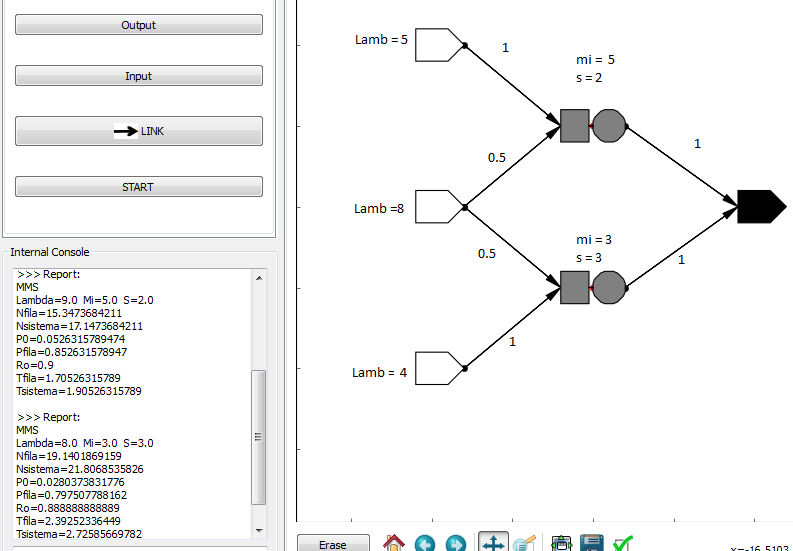 Output
Input
LINK
START
Internal Console
>>> Report:
MMS
Lambda=9.0 Mi=5.0 S=2.0
Nfila=15.3473684211
Nsistema=17.1473684211
P0=0.0526315789474
Pfila=0.852631578947
Ro=0.9
Tfila=1.70526315789
Tsistema=1.90526315789
>>> Report:
MMS
Lambda=8.0 Mi=3.0 S=3.0
Nfila=19.1401869159
Nsistema=21.8068535826
P0=0.0280373831776
Pfila=0.797507788162
Ro=0.888888888889
Tfila=2.39252336449
Tsistema=2.72585669782
Lamb = 5
1
mi = 5
s = 2
0.5
1
Lamb =8
0.5
mi = 3
s = 3
1
1
Lamb = 4
Erase
x=-16.5103